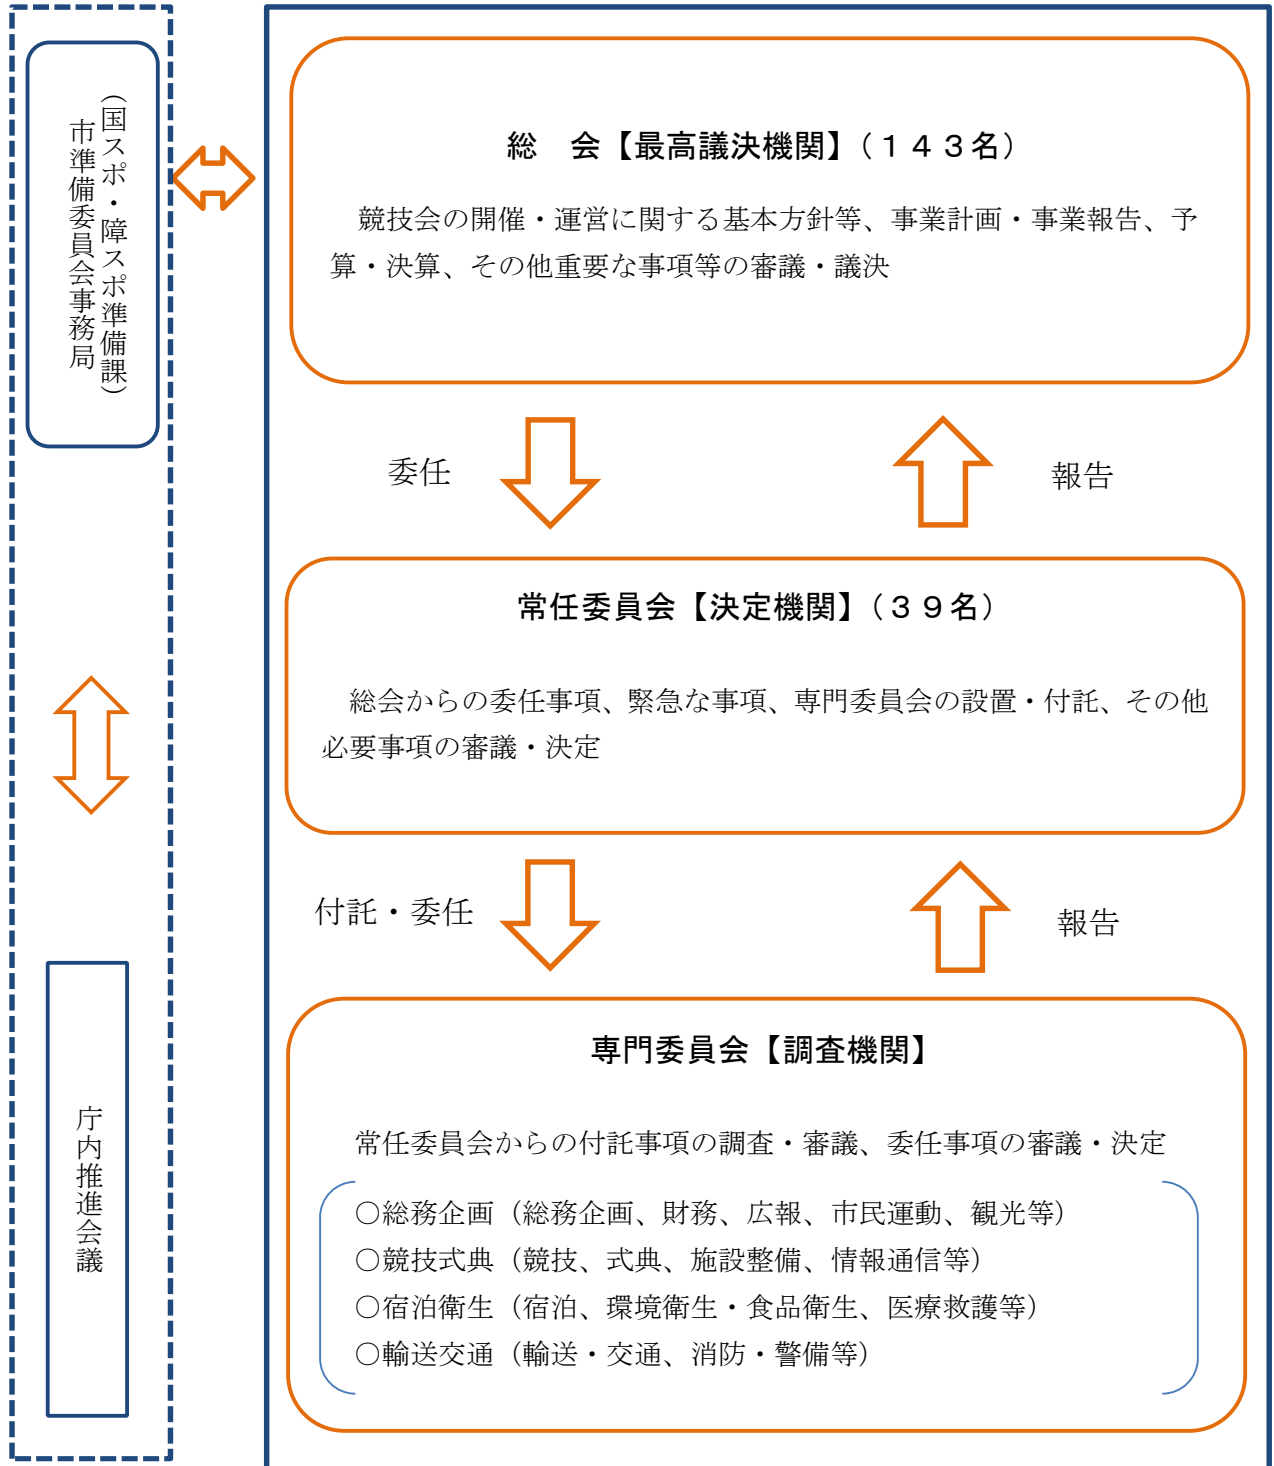 （国スポ・障スポ準備課）
市準備委員会事務局
庁内推進会議
総　会【最高議決機関】（１４３名）
競技会の開催・運営に関する基本方針等、事業計画・事業報告、予
算・決算、その他重要な事項等の審議・議決
委任
報告
常任委員会【決定機関】（３９名）
総会からの委任事項、緊急な事項、専門委員会の設置・付託、その他
必要事項の審議・決定
付託・委任
報告
専門委員会【調査機関】
常任委員会からの付託事項の調査・審議、委任事項の審議・決定
○総務企画（総務企画、財務、広報、市民運動、観光等）
○競技式典（競技、式典、施設整備、情報通信等）
○宿泊衛生（宿泊、環境衛生・食品衛生、医療救護等）
○輸送交通（輸送・交通、消防・警備等）